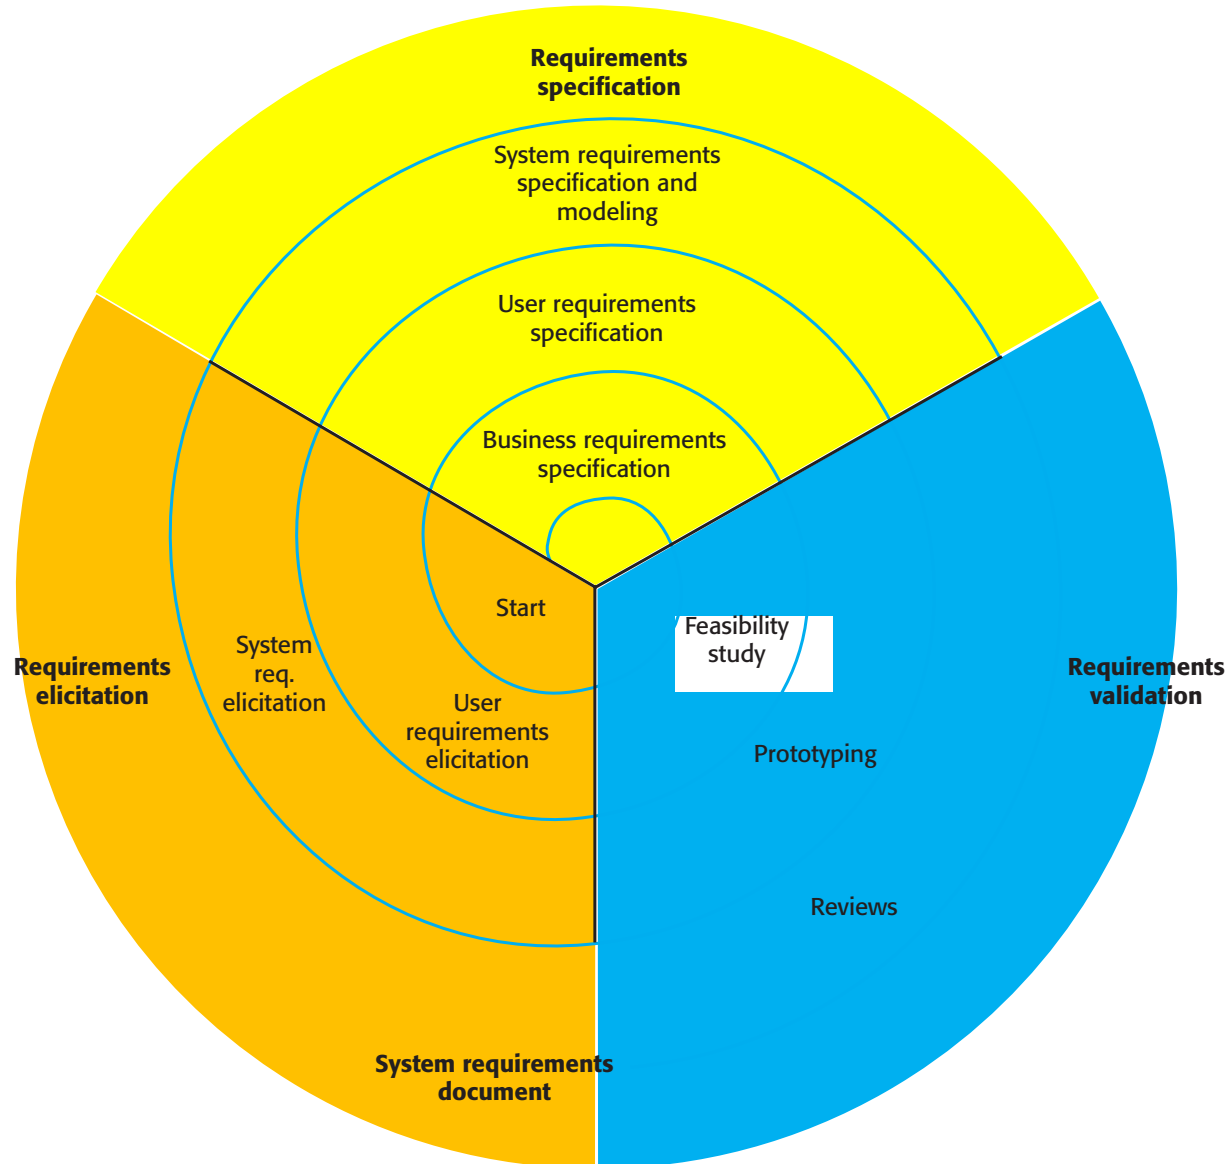 Requirements
specification
System requirements
specification and
modeling
User requirements
specification
Business requirements
specification
Start
Feasibility
study
System
req.
elicitation
Requirements
elicitation
User
requirements
elicitation
Requirements
validation
Prototyping
Reviews
System requirements
document